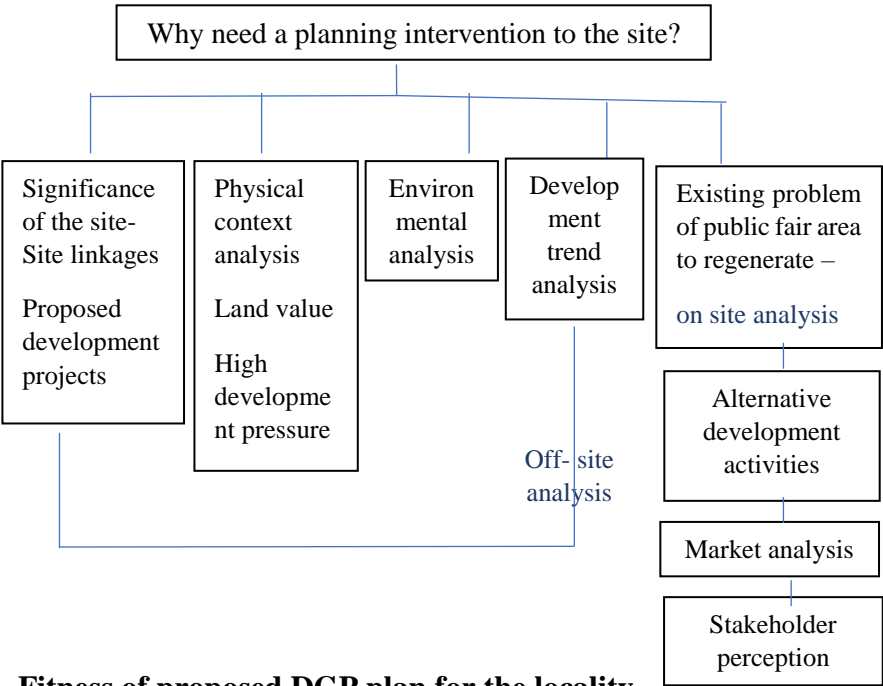 Why need a planning intervention to the site?
Significance
of the site-
Site linkages
Proposed
development
projects
Physical
context
analysis
Land value
High
developme
nt pressure
Environ
mental
analysis
Develop
ment
trend
analysis
Existing problem
of public fair area
to regenerate –
on site analysis
Off- site
analysis
Alternative
development
activities
Market analysis
Stakeholder
perception
Fitness of proposed DGP plan for the locality